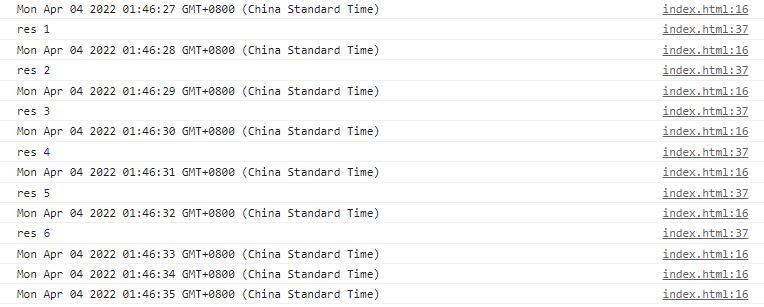 Mon Apr 04 2022 01:46:27 GMT+0800 (China Standard Time) index.html:16
res 1 index.html:37
Mon Apr 04 2022 01:46:28 GMT+0800 (China Standard Time) index.html:16
res 2 index.html:37
Mon Apr 04 2022 01:46:29 GMT+0800 (China Standard Time) index.html:16
res 3 index.html:37
Mon Apr 04 2022 01:46:30 GMT+0800 (China Standard Time) index.html:16
res 4 index.html:37
Mon Apr 04 2022 01:46:31 GMT+0800 (China Standard Time) index.html:16
res 5 index.html:37
Mon Apr 04 2022 01:46:32 GMT+0800 (China Standard Time) index.html:16
res 6 index.html:37
Mon Apr 04 2022 01:46:33 GMT+0800 (China Standard Time) index.html:16
Mon Apr 04 2022 01:46:34 GMT+0800 (China Standard Time) index.html:16
Mon Apr 04 2022 01:46:35 GMT+0800 (China Standard Time) index.html:16